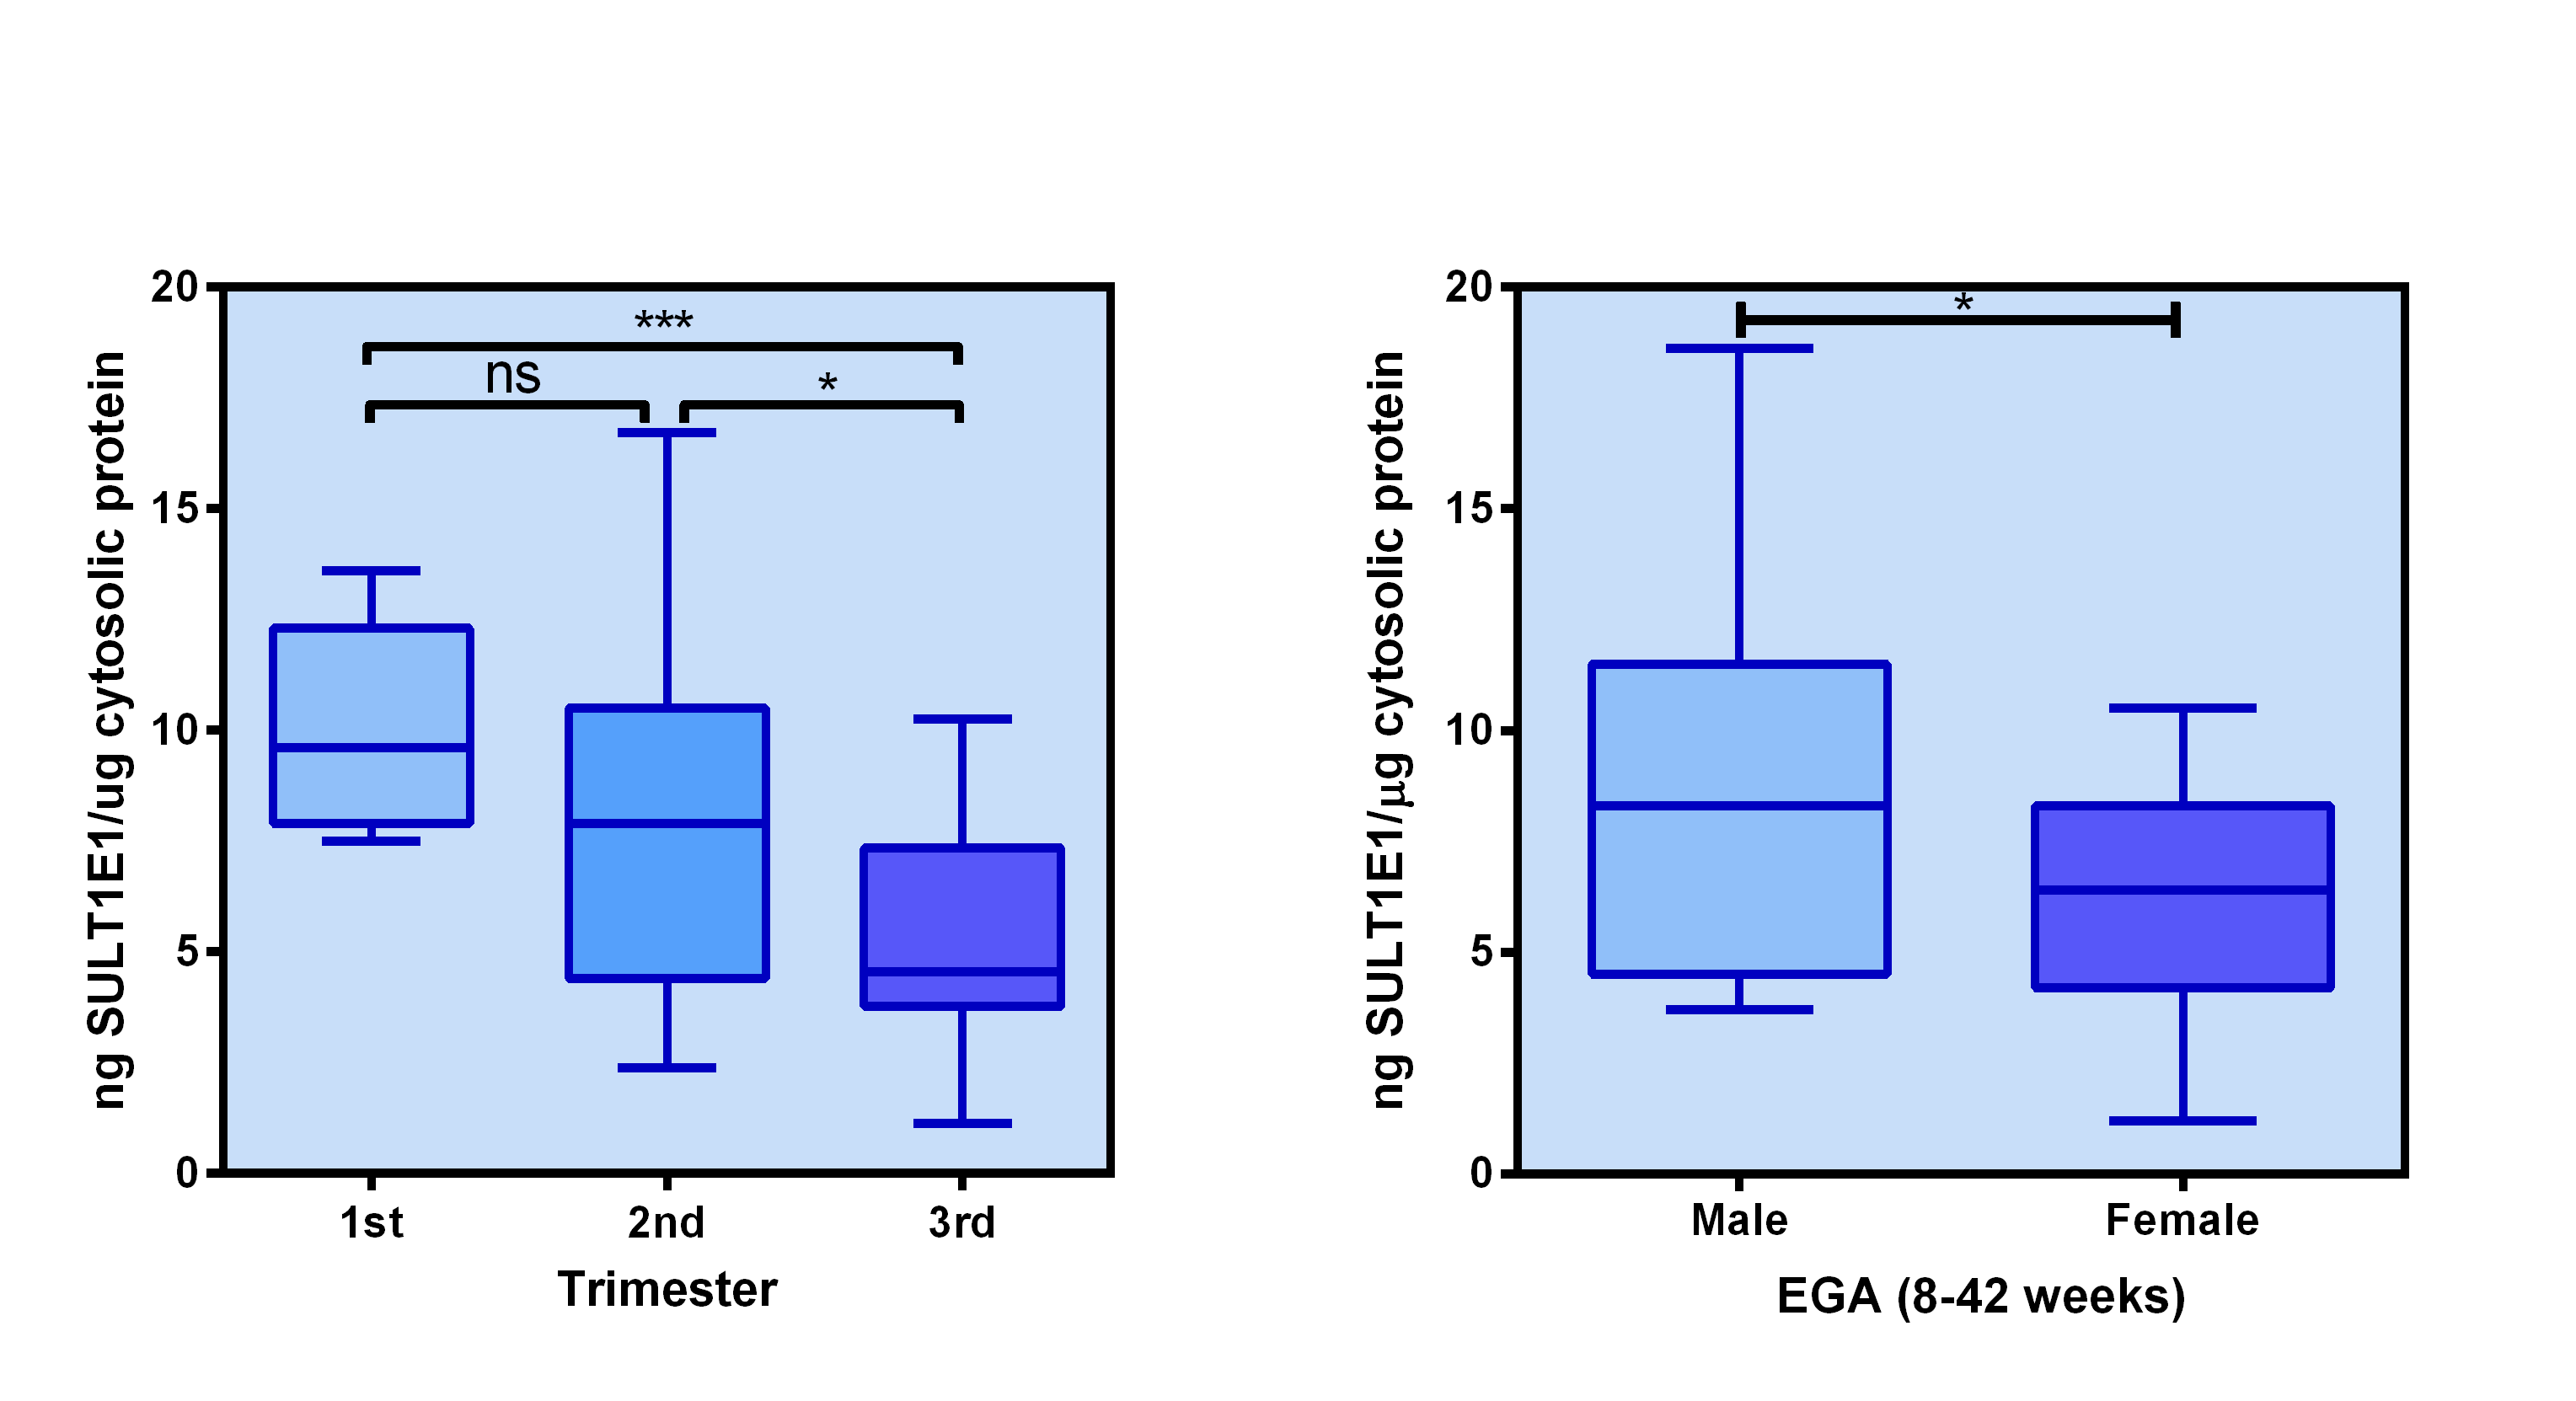 ng SULT1E1/ug cytosolic protein
20
15
10
5
0
***
ns
*
1st
2nd
3rd
Trimester
ng SULT1E1/µg cytosolic protein
20
15
10
5
0
*
Male
Female
EGA (8-42 weeks)